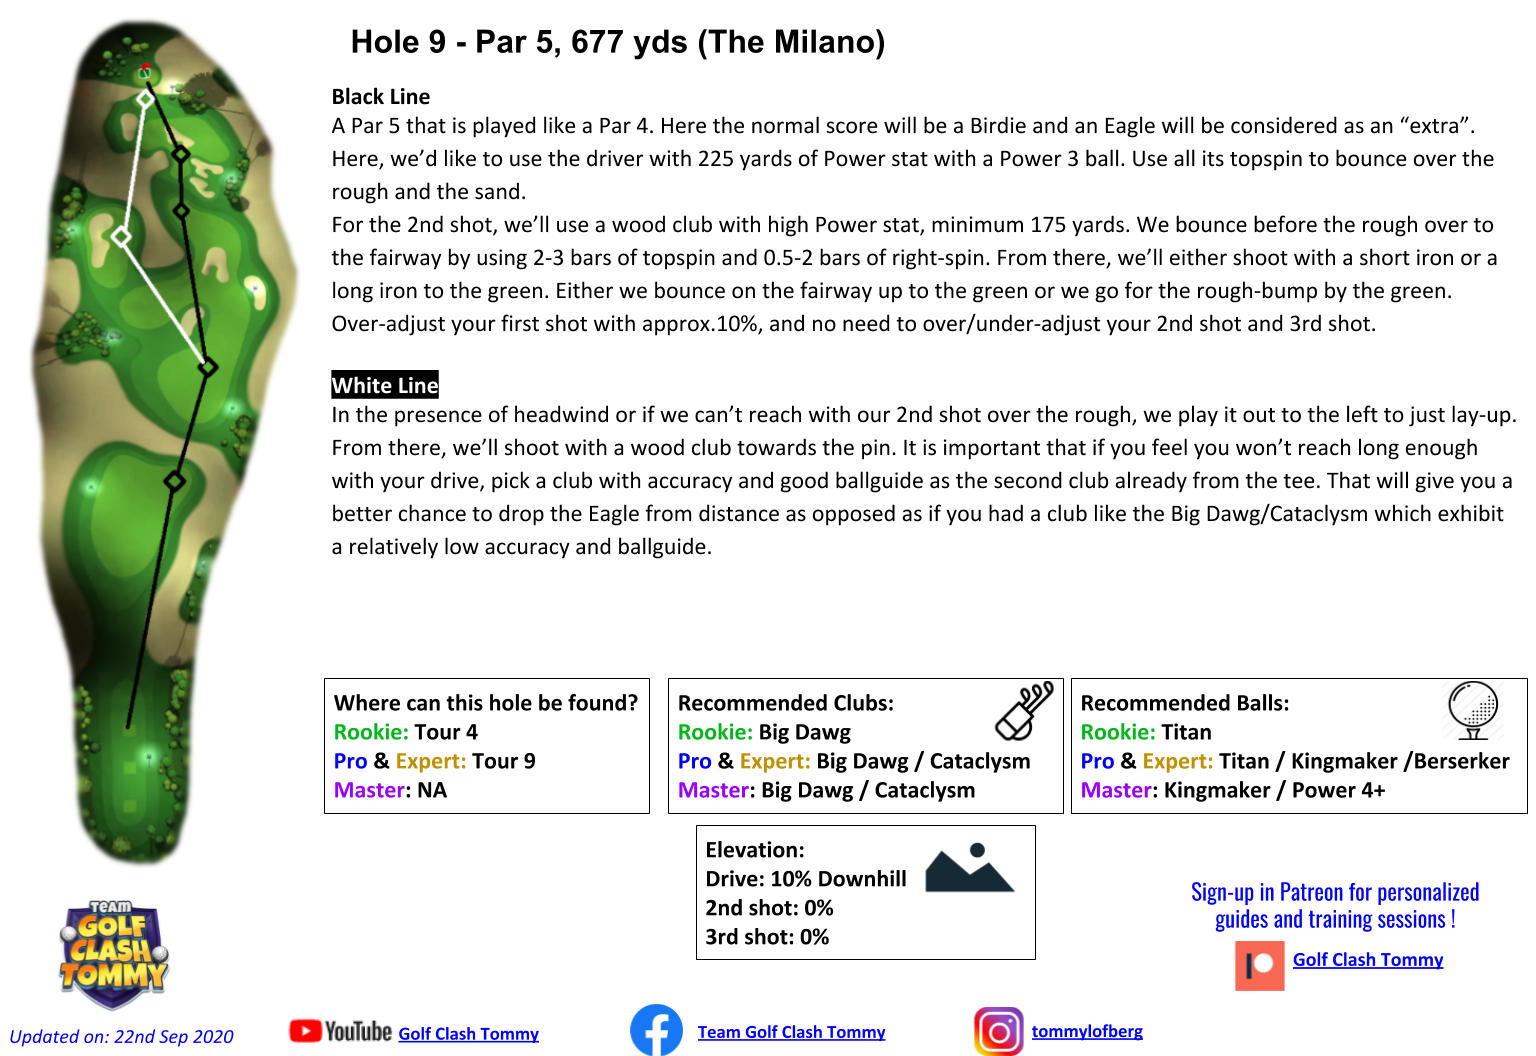 Hole 9 - Par 5, 677 yds (The Milano)
Black Line
A Par 5 that is played like a Par 4. Here the normal score will be a Birdie and an Eagle will be considered as an “extra”.
Here, we’d like to use the driver with 225 yards of Power stat with a Power 3 ball. Use all its topspin to bounce over the
rough and the sand.
For the 2nd shot, we’ll use a wood club with high Power stat, minimum 175 yards. We bounce before the rough over to
the fairway by using 2-3 bars of topspin and 0.5-2 bars of right-spin. From there, we’ll either shoot with a short iron or a
long iron to the green. Either we bounce on the fairway up to the green or we go for the rough-bump by the green.
Over-adjust your first shot with approx.10%, and no need to over/under-adjust your 2nd shot and 3rd shot.
White Line
In the presence of headwind or if we can’t reach with our 2nd shot over the rough, we play it out to the left to just lay-up.
From there, we’ll shoot with a wood club towards the pin. It is important that if you feel you won’t reach long enough
with your drive, pick a club with accuracy and good ballguide as the second club already from the tee. That will give you a
better chance to drop the Eagle from distance as opposed as if you had a club like the Big Dawg/Cataclysm which exhibit
a relatively low accuracy and ballguide.
Where can this hole be found?
Rookie: Tour 4
Pro & Expert: Tour 9
Master: NA
Recommended Clubs:
Rookie: Big Dawg
Pro & Expert: Big Dawg / Cataclysm
Master: Big Dawg / Cataclysm
Recommended Balls:
Rookie: Titan
Pro & Expert: Titan / Kingmaker /Berserker
Master: Kingmaker / Power 4+
Elevation:
Drive: 10% Downhill
2nd shot: 0%
3rd shot: 0%
Sign-up in Patreon for personalized
guides and training sessions !
Golf Clash Tommy
TEAM
GOLF
CLASH
TOMMY
Updated on: 22nd Sep 2020
YouTube Golf Clash Tommy
Team Golf Clash Tommy
tommylofberg